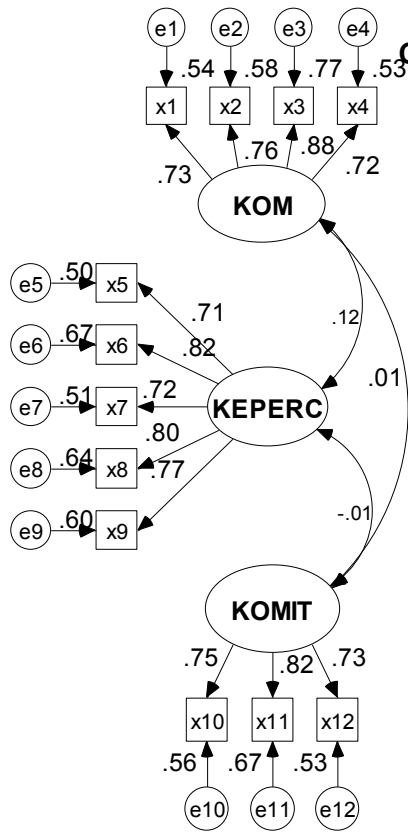 e1 e2 e3 e4
.54 .58 .77 .53
x1 x2 x3 x4
.73 .76 .88 .72
KOM
e5 .50 x5
.71
.12
e6 .67 x6
.82
.01
e7 .51 x7 .72 KEPERC
.80
e8 .64 x8
.77
e9 .60 x9
-.01
KOMIT
.75 .82 .73
x10 x11 x12
.56 .67 .53
e10 e11 e12